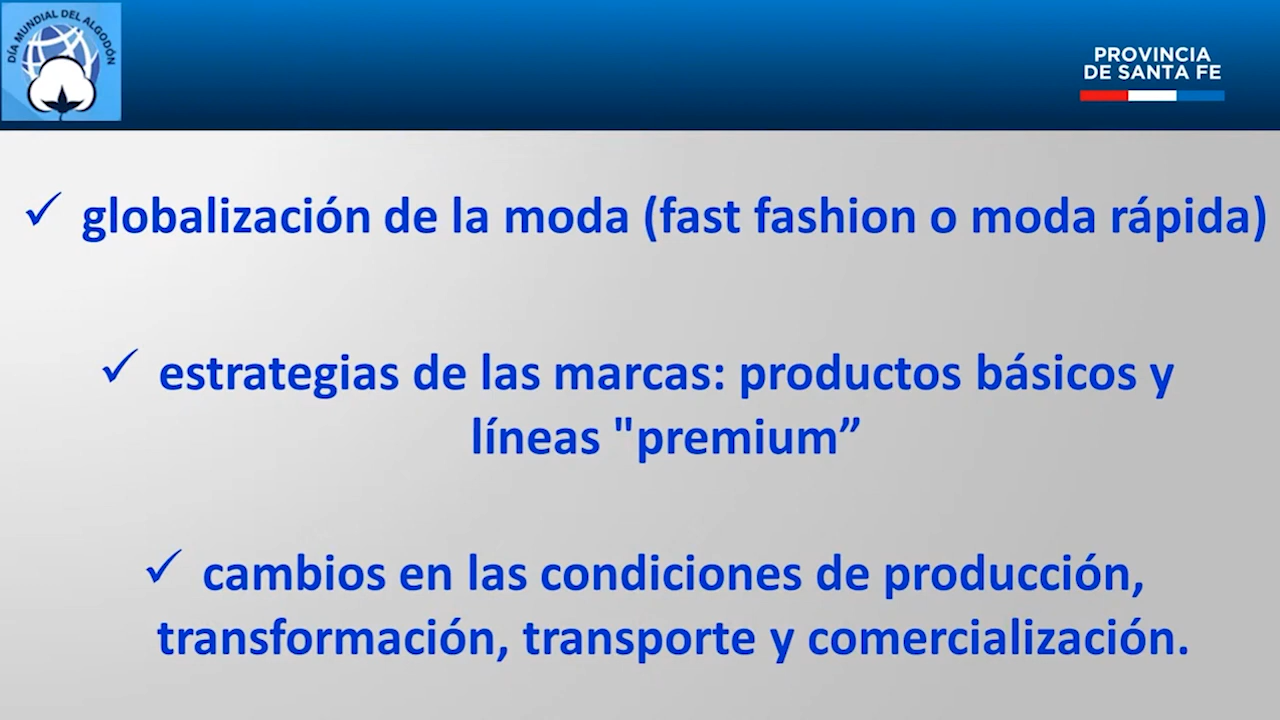 DÍA MUNDIAL DEL ALGODÓN
PROVINCIA
DE SANTA FE
✓ globalización de la moda (fast fashion o moda rápida)
✓ estrategias de las marcas: productos básicos y
líneas "premium”
✓ cambios en las condiciones de producción,
transformación, transporte y comercialización.